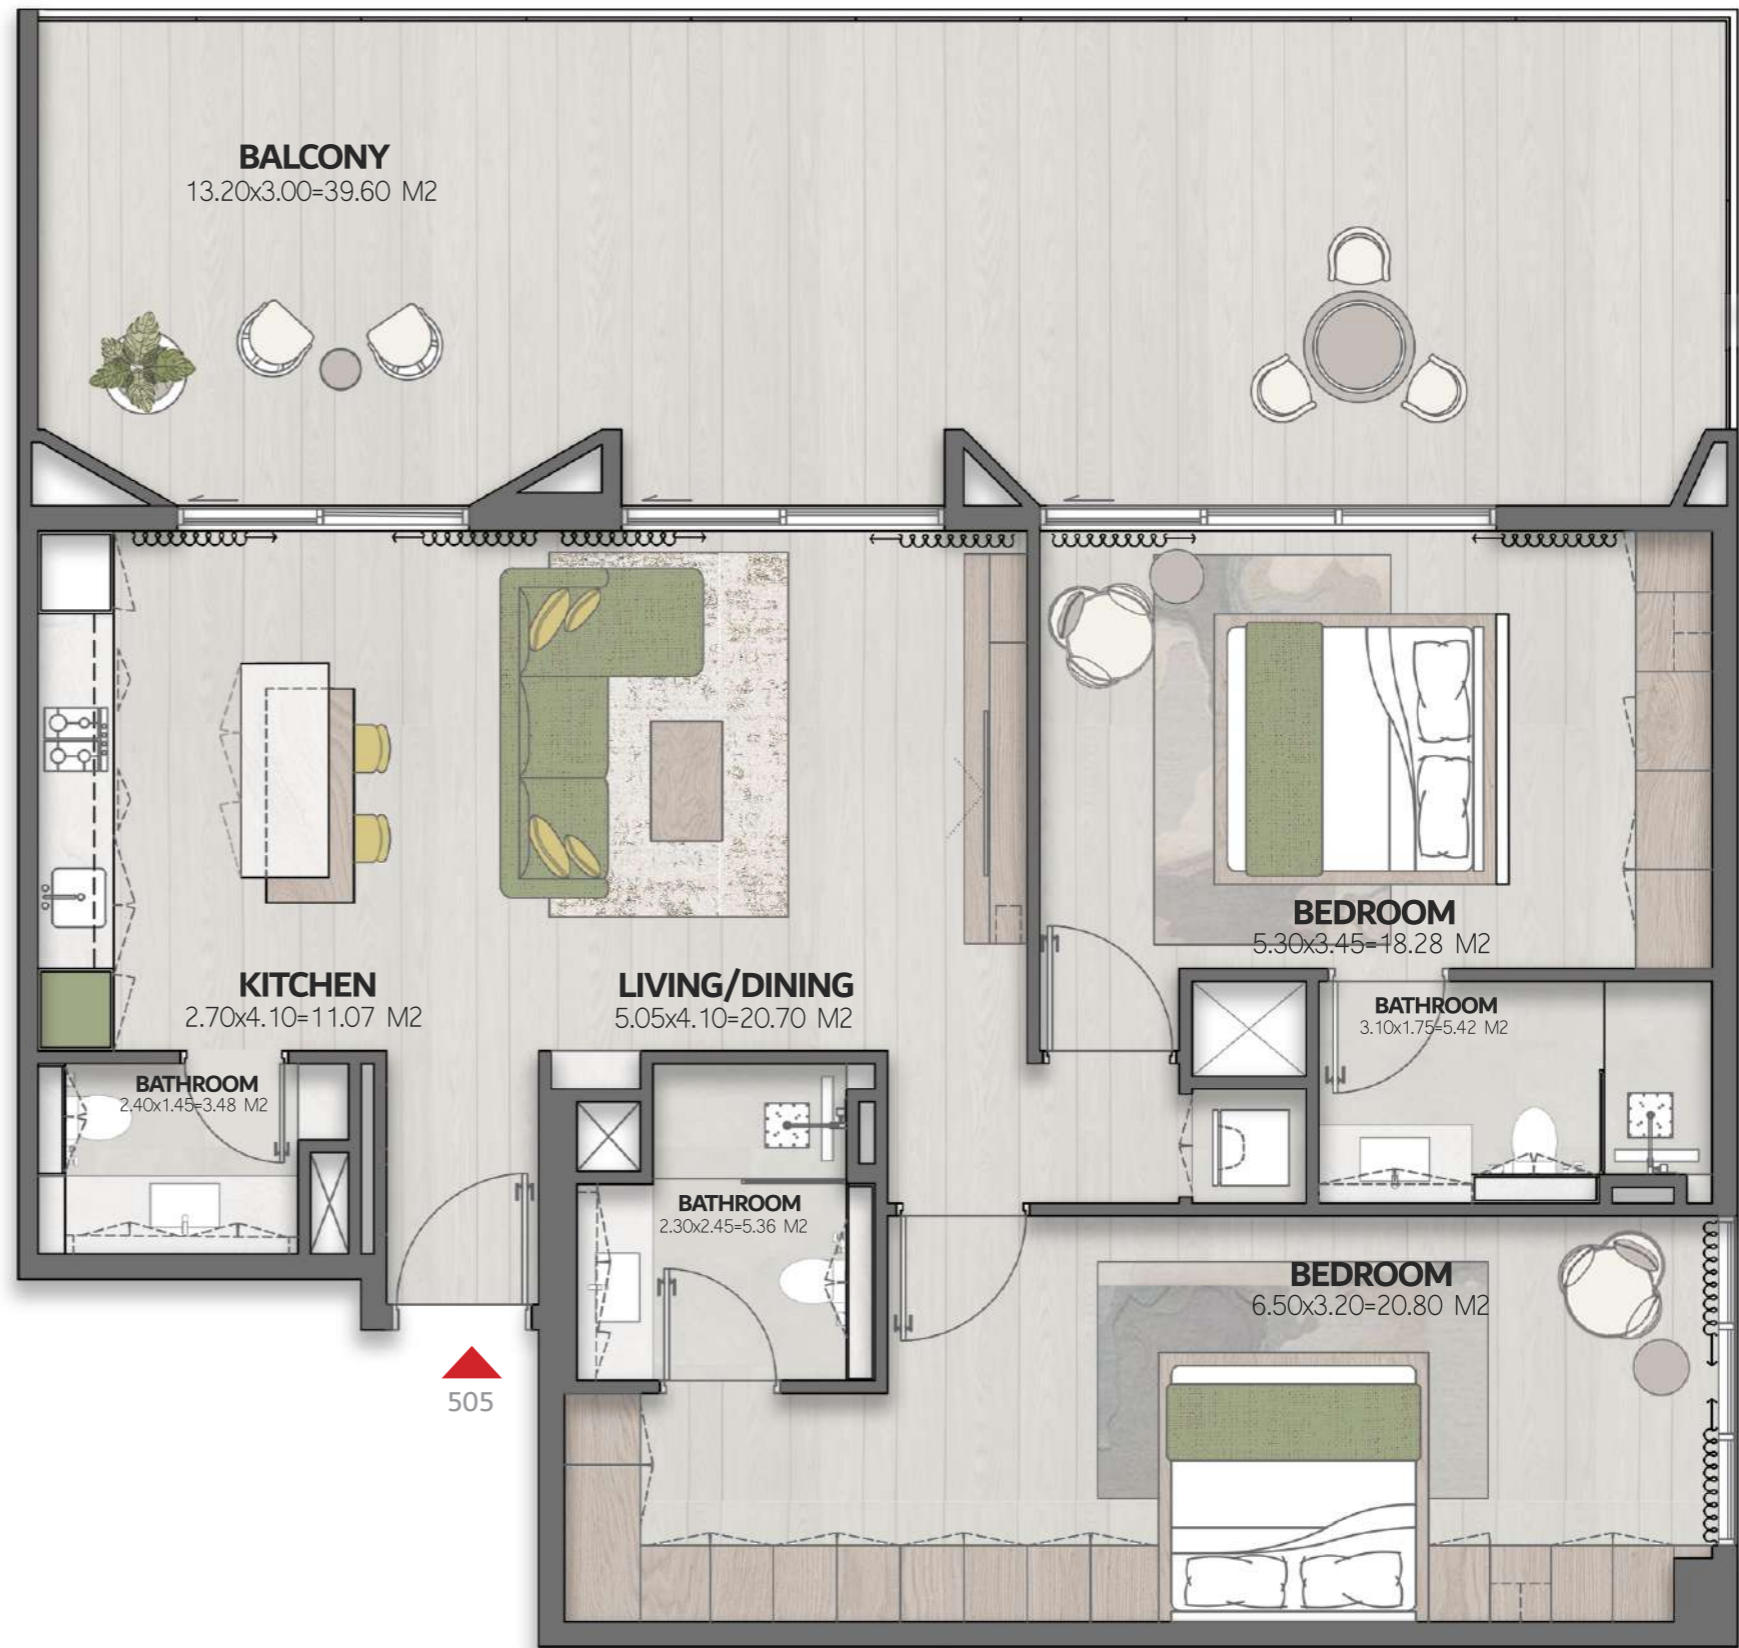 BALCONY
13.20x3.00=39.60 M2
BEDROOM
5.30x3.45=18.28 M2
KITCHEN
2.70x4.10=11.07 M2
LIVING/DINING
5.05x4.10=20.70 M2
BATHROOM
3.10x1.75=5.42 M2
BATHROOM
2.40x1.45=3.48 M2
BATHROOM
2.30x2.45=5.36 M2
BEDROOM
6.50x3.20=20.80 M2
505